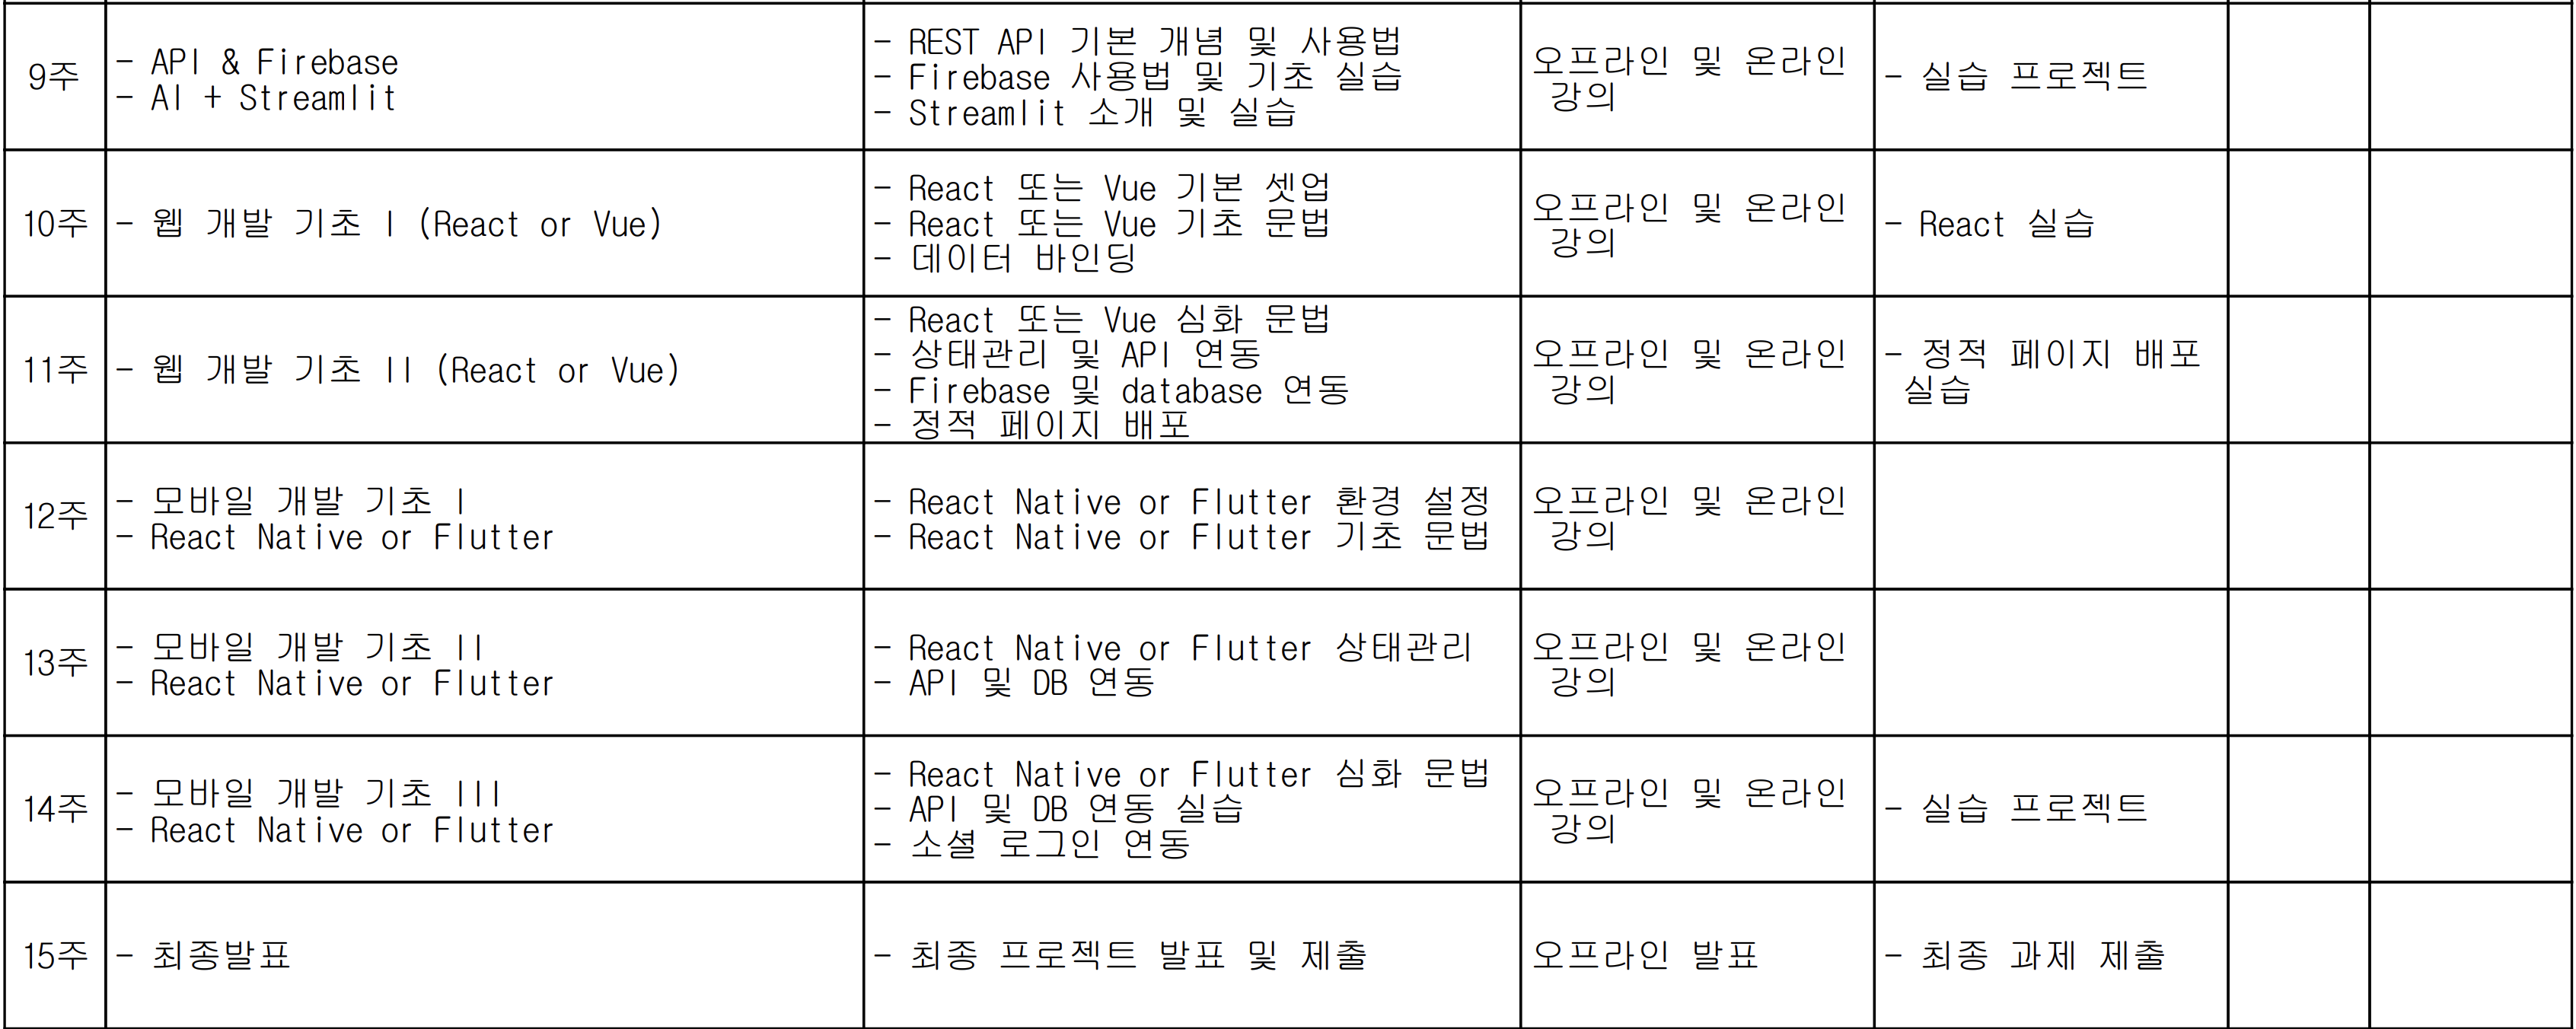 9주
- API & Firebase
- AI + Streamlit
- REST API 기본 개념 및 사용법
- Firebase 사용법 및 기초 실습
- Streamlit 소개 및 실습
오프라인 및 온라인
강의
- 실습 프로젝트
10주
- 웹 개발 기초 I (React or Vue)
- React 또는 Vue 기본 셋업
- React 또는 Vue 기초 문법
- 데이터 바인딩
오프라인 및 온라인
강의
- React 실습
11주
- 웹 개발 기초 II (React or Vue)
- React 또는 Vue 심화 문법
- 상태관리 및 API 연동
- Firebase 및 database 연동
- 정적 페이지 배포
오프라인 및 온라인
강의
- 정적 페이지 배포
실습
12주
- 모바일 개발 기초 I
- React Native or Flutter
- React Native or Flutter 환경 설정
- React Native or Flutter 기초 문법
오프라인 및 온라인
강의
13주
- 모바일 개발 기초 II
- React Native or Flutter
- React Native or Flutter 상태관리
- API 및 DB 연동
오프라인 및 온라인
강의
14주
- 모바일 개발 기초 III
- React Native or Flutter
- React Native or Flutter 심화 문법
- API 및 DB 연동 실습
- 소셜 로그인 연동
오프라인 및 온라인
강의
- 실습 프로젝트
15주
- 최종발표
- 최종 프로젝트 발표 및 제출
오프라인 발표
- 최종 과제 제출